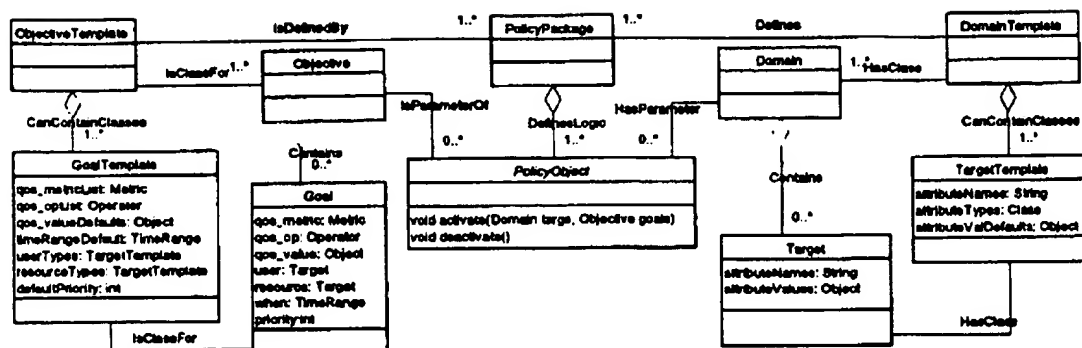 ObjectiveTemplate
IsDefinedBy
1..*
PolicyPackage
1..*
Defines
DomainTemplate
IsClassFor
1..*
Objective
Domain
1..*
HasClass
CanContainClasses
1..*
IsParameterOf
0..*
DefinesLogic
1..*
HasParameter
0..*
CanContainClasses
1..*
GoalTemplate
qos_metricList: Metric
qos_opList: Operator
qos_valueDefaults: Object
timeRangeDefault: TimeRange
userTypes: TargetTemplate
resourceTypes: TargetTemplate
defaultPriority: int
Contains
0..*
Goal
qos_metric: Metric
qos_op: Operator
qos_value: Object
user: Target
resource: Target
when: TimeRange
priority:int
PolicyObject
void activate(Domain targs, Objective goals)
void deactivate()
Contains
0..*
Target
attributeNames: String
attributeValues: Object
TargetTemplate
attributeNames: String
attributeTypes: Class
attributeValDefaults: Object
IsClassFor
HasClass